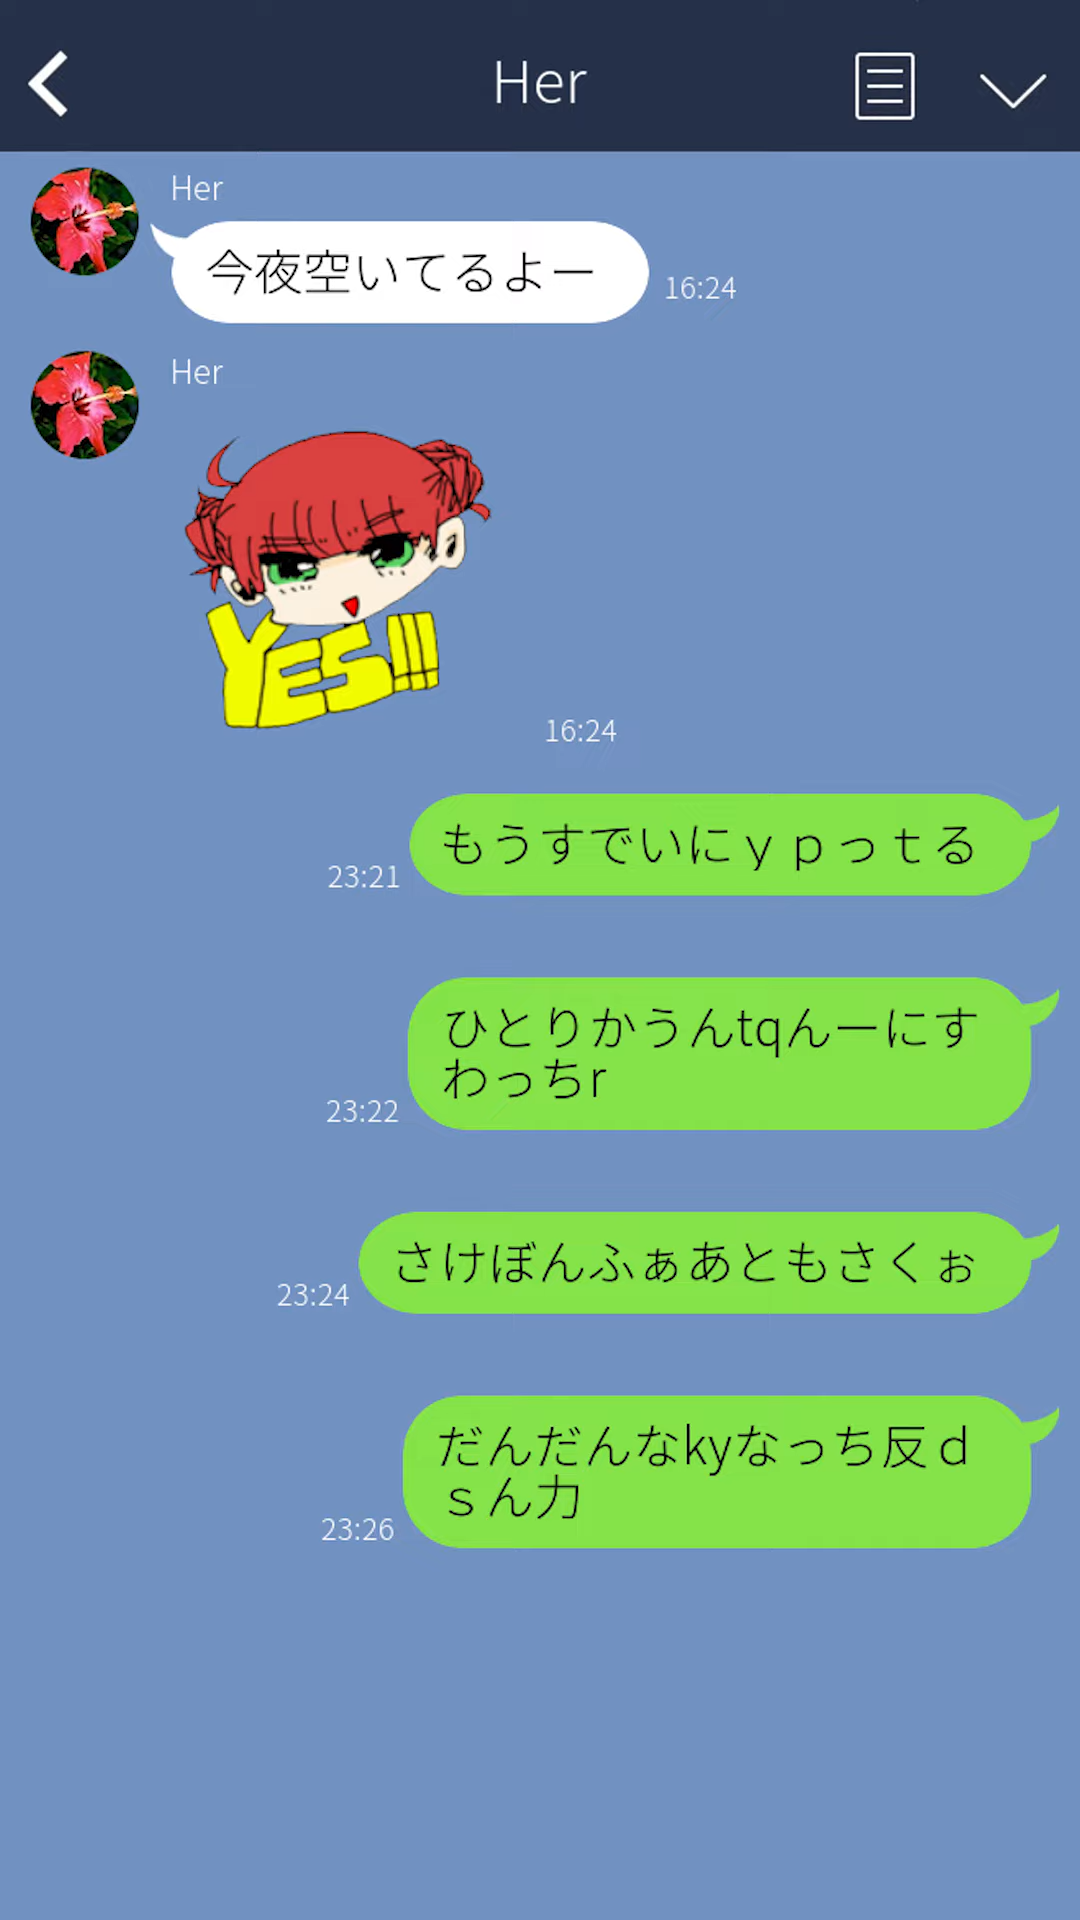 Her
Her
今夜空いてるよー
16:24
Her
YES!!!
16:24
もうすでいにｙｐっｔる
23:21
ひとりかうんtqんーにす
わっちr
23:22
さけぼんふぁあともさくぉ
23:24
だんだんなkyなっち反ｄ
ｓん力
23:26